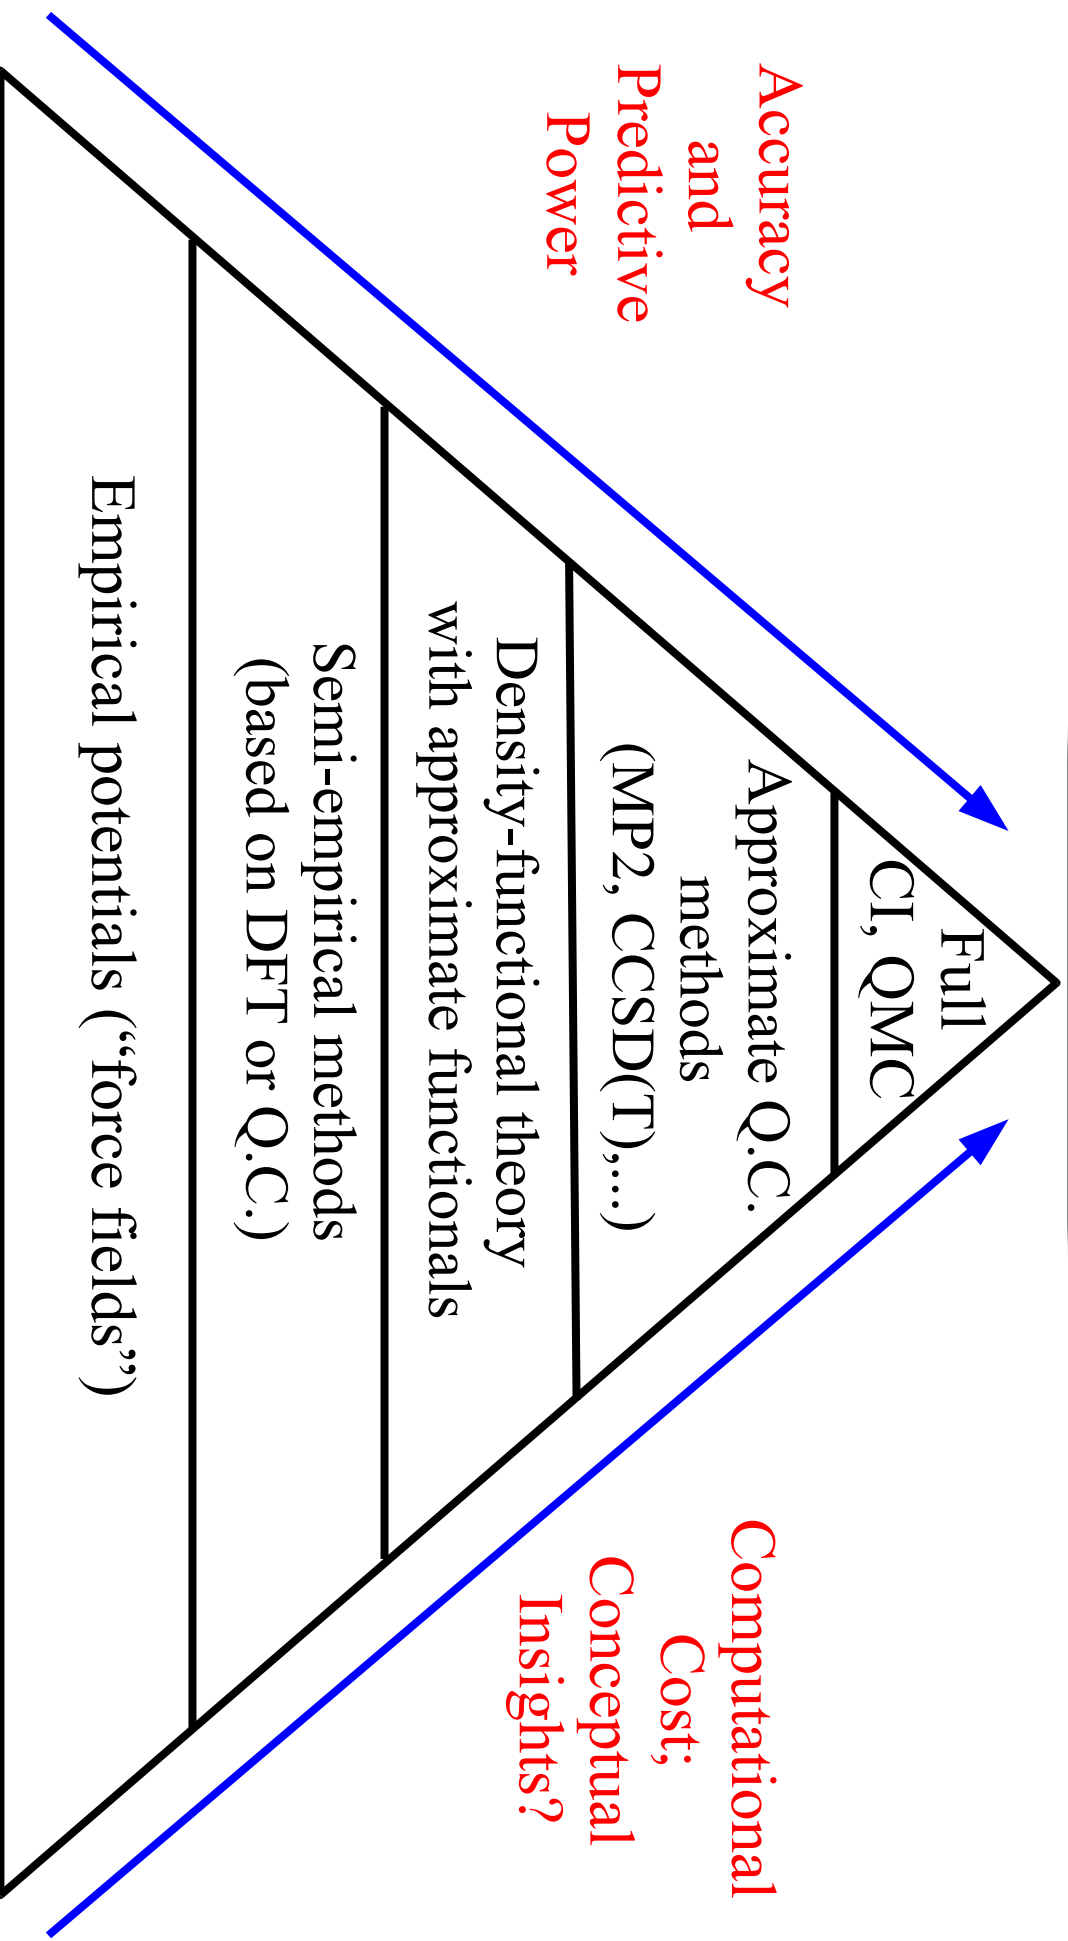 Full
CI, QMC
Approximate Q.C.
methods
(MP2, CCSD(T),...)
Density-functional theory
with approximate functionals
Semi-empirical methods
(based on DFT or Q.C.)
Empirical potentials (“force fields”)
Accuracy
and
Predictive
Power
Computational
Cost;
Conceptual
Insights?